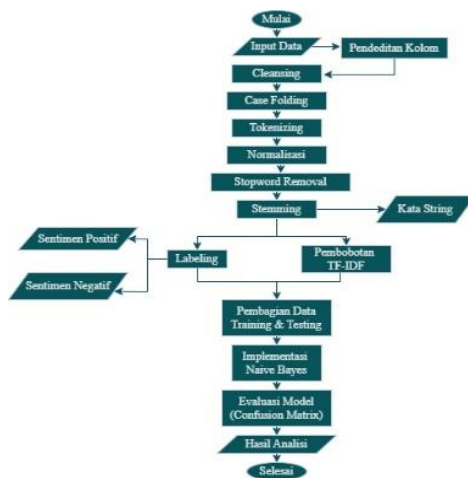 Mulai
Input Data
Pendeditan Kolom
Cleansing
Case Folding
Tokenizing
Normalisasi
Stopword Removal
Stemming
Kata String
Sentimen Positif
Labeling
Pembobotan
TF-IDF
Sentimen Negatif
Pembagian Data
Training & Testing
Implementasi
Naive Bayes
Evaluasi Model
(Confusion Matrix)
Hasil Analisi
Selesai